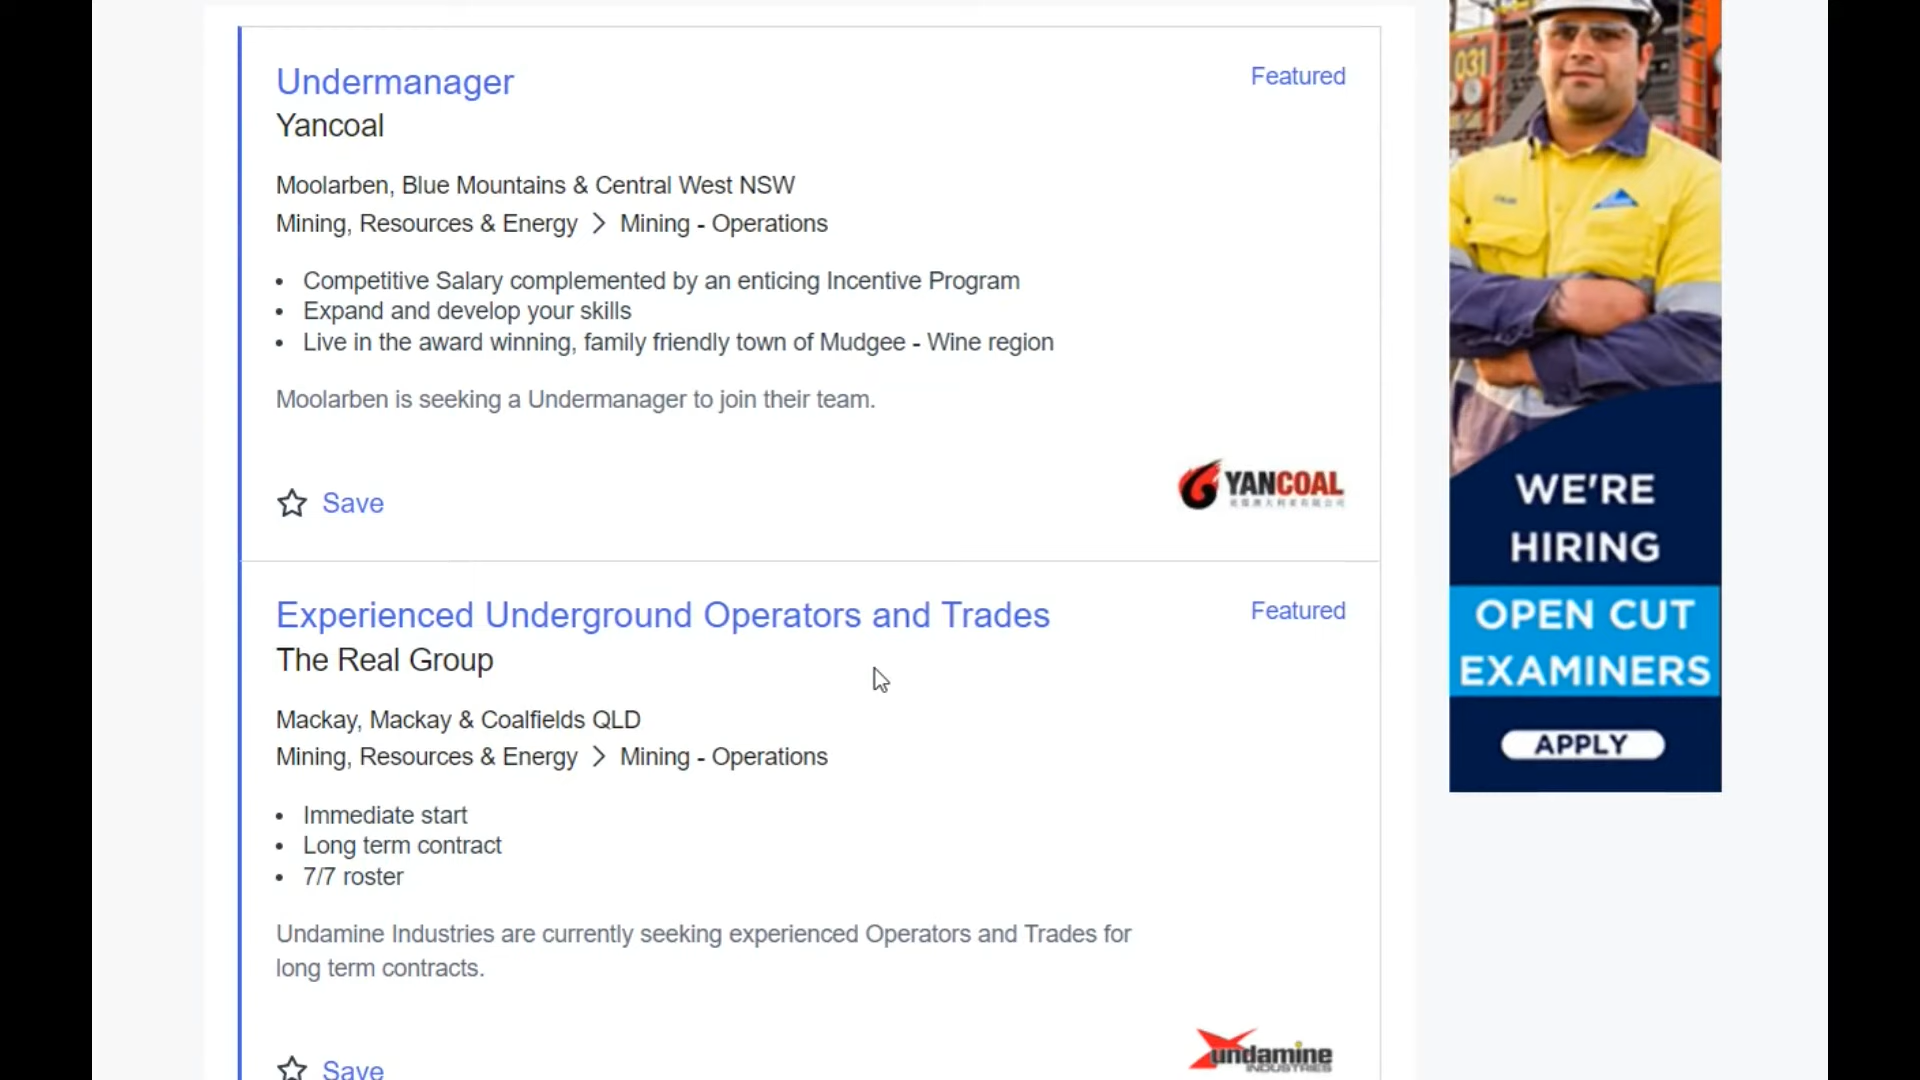 Undermanager
Featured
Yancoal
Moolarben, Blue Mountains & Central West NSW
Mining, Resources & Energy > Mining - Operations
• Competitive Salary complemented by an enticing Incentive Program
• Expand and develop your skills
• Live in the award winning, family friendly town of Mudgee - Wine region
Moolarben is seeking a Undermanager to join their team.
Save
YANCOAL
Experienced Underground Operators and Trades
Featured
The Real Group
Mackay, Mackay & Coalfields QLD
Mining, Resources & Energy > Mining - Operations
• Immediate start
• Long term contract
• 7/7 roster
Undamine Industries are currently seeking experienced Operators and Trades for
long term contracts.
Save
undamine
INDUSTRIES
031
WE'RE
HIRING
OPEN CUT
EXAMINERS
APPLY